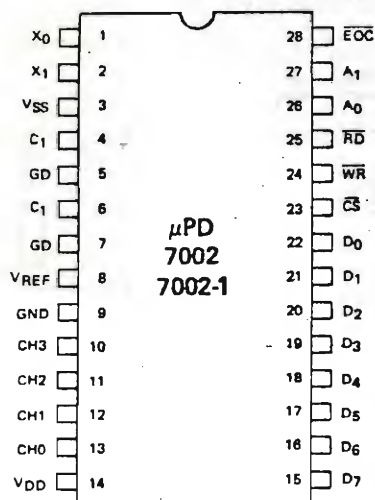 X0 1 28 EOC
X1 2 27 A1
VSS 3 26 A0
C1 4 25 RD
GD 5 24 WR
C1 6 23 CS
GD 7 22 D0
μPD
7002
7002-1
VREF 8 21 D1
GND 9 20 D2
CH3 10 19 D3
CH2 11 18 D4
CH1 12 17 D5
CH0 13 16 D6
VDD 14 15 D7